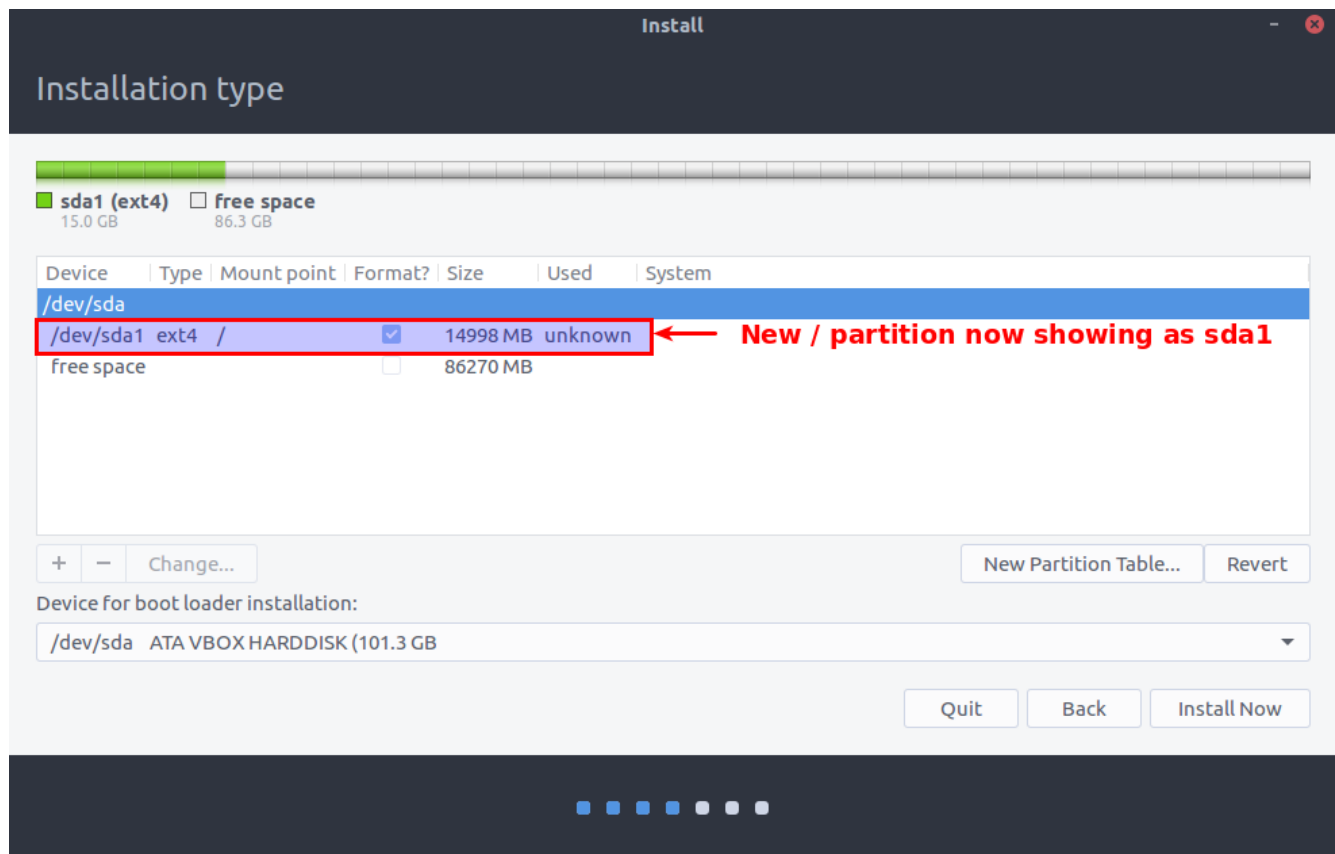 Install
Installation type
sda1 (ext4) free space
15.0 GB 86.3 GB
Device Type Mount point Format? Size Used System
/dev/sda
/dev/sda1 ext4 / 14998 MB unknown New / partition now showing as sda1
free space 86270 MB
+ − Change... New Partition Table... Revert
Device for boot loader installation:
/dev/sda ATA VBOX HARDDISK (101.3 GB
Quit Back Install Now